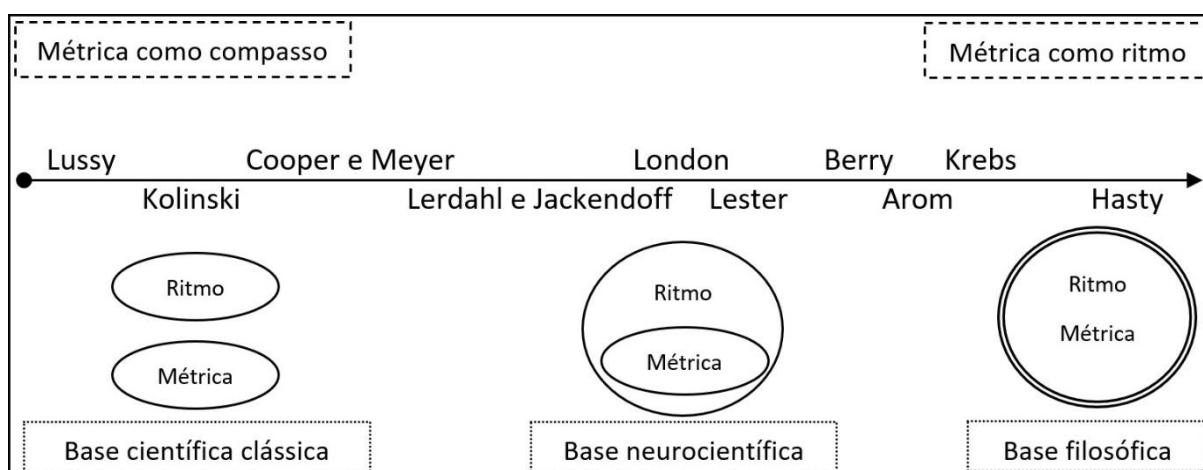 Métrica como compasso
Métrica como ritmo
Lussy
Cooper e Meyer
London
Berry
Krebs
Kolinski
Lerdahl e Jackendoff
Lester
Arom
Hasty
Ritmo
Métrica
Ritmo
Métrica
Ritmo
Métrica
Base científica clássica
Base neurocientífica
Base filosófica